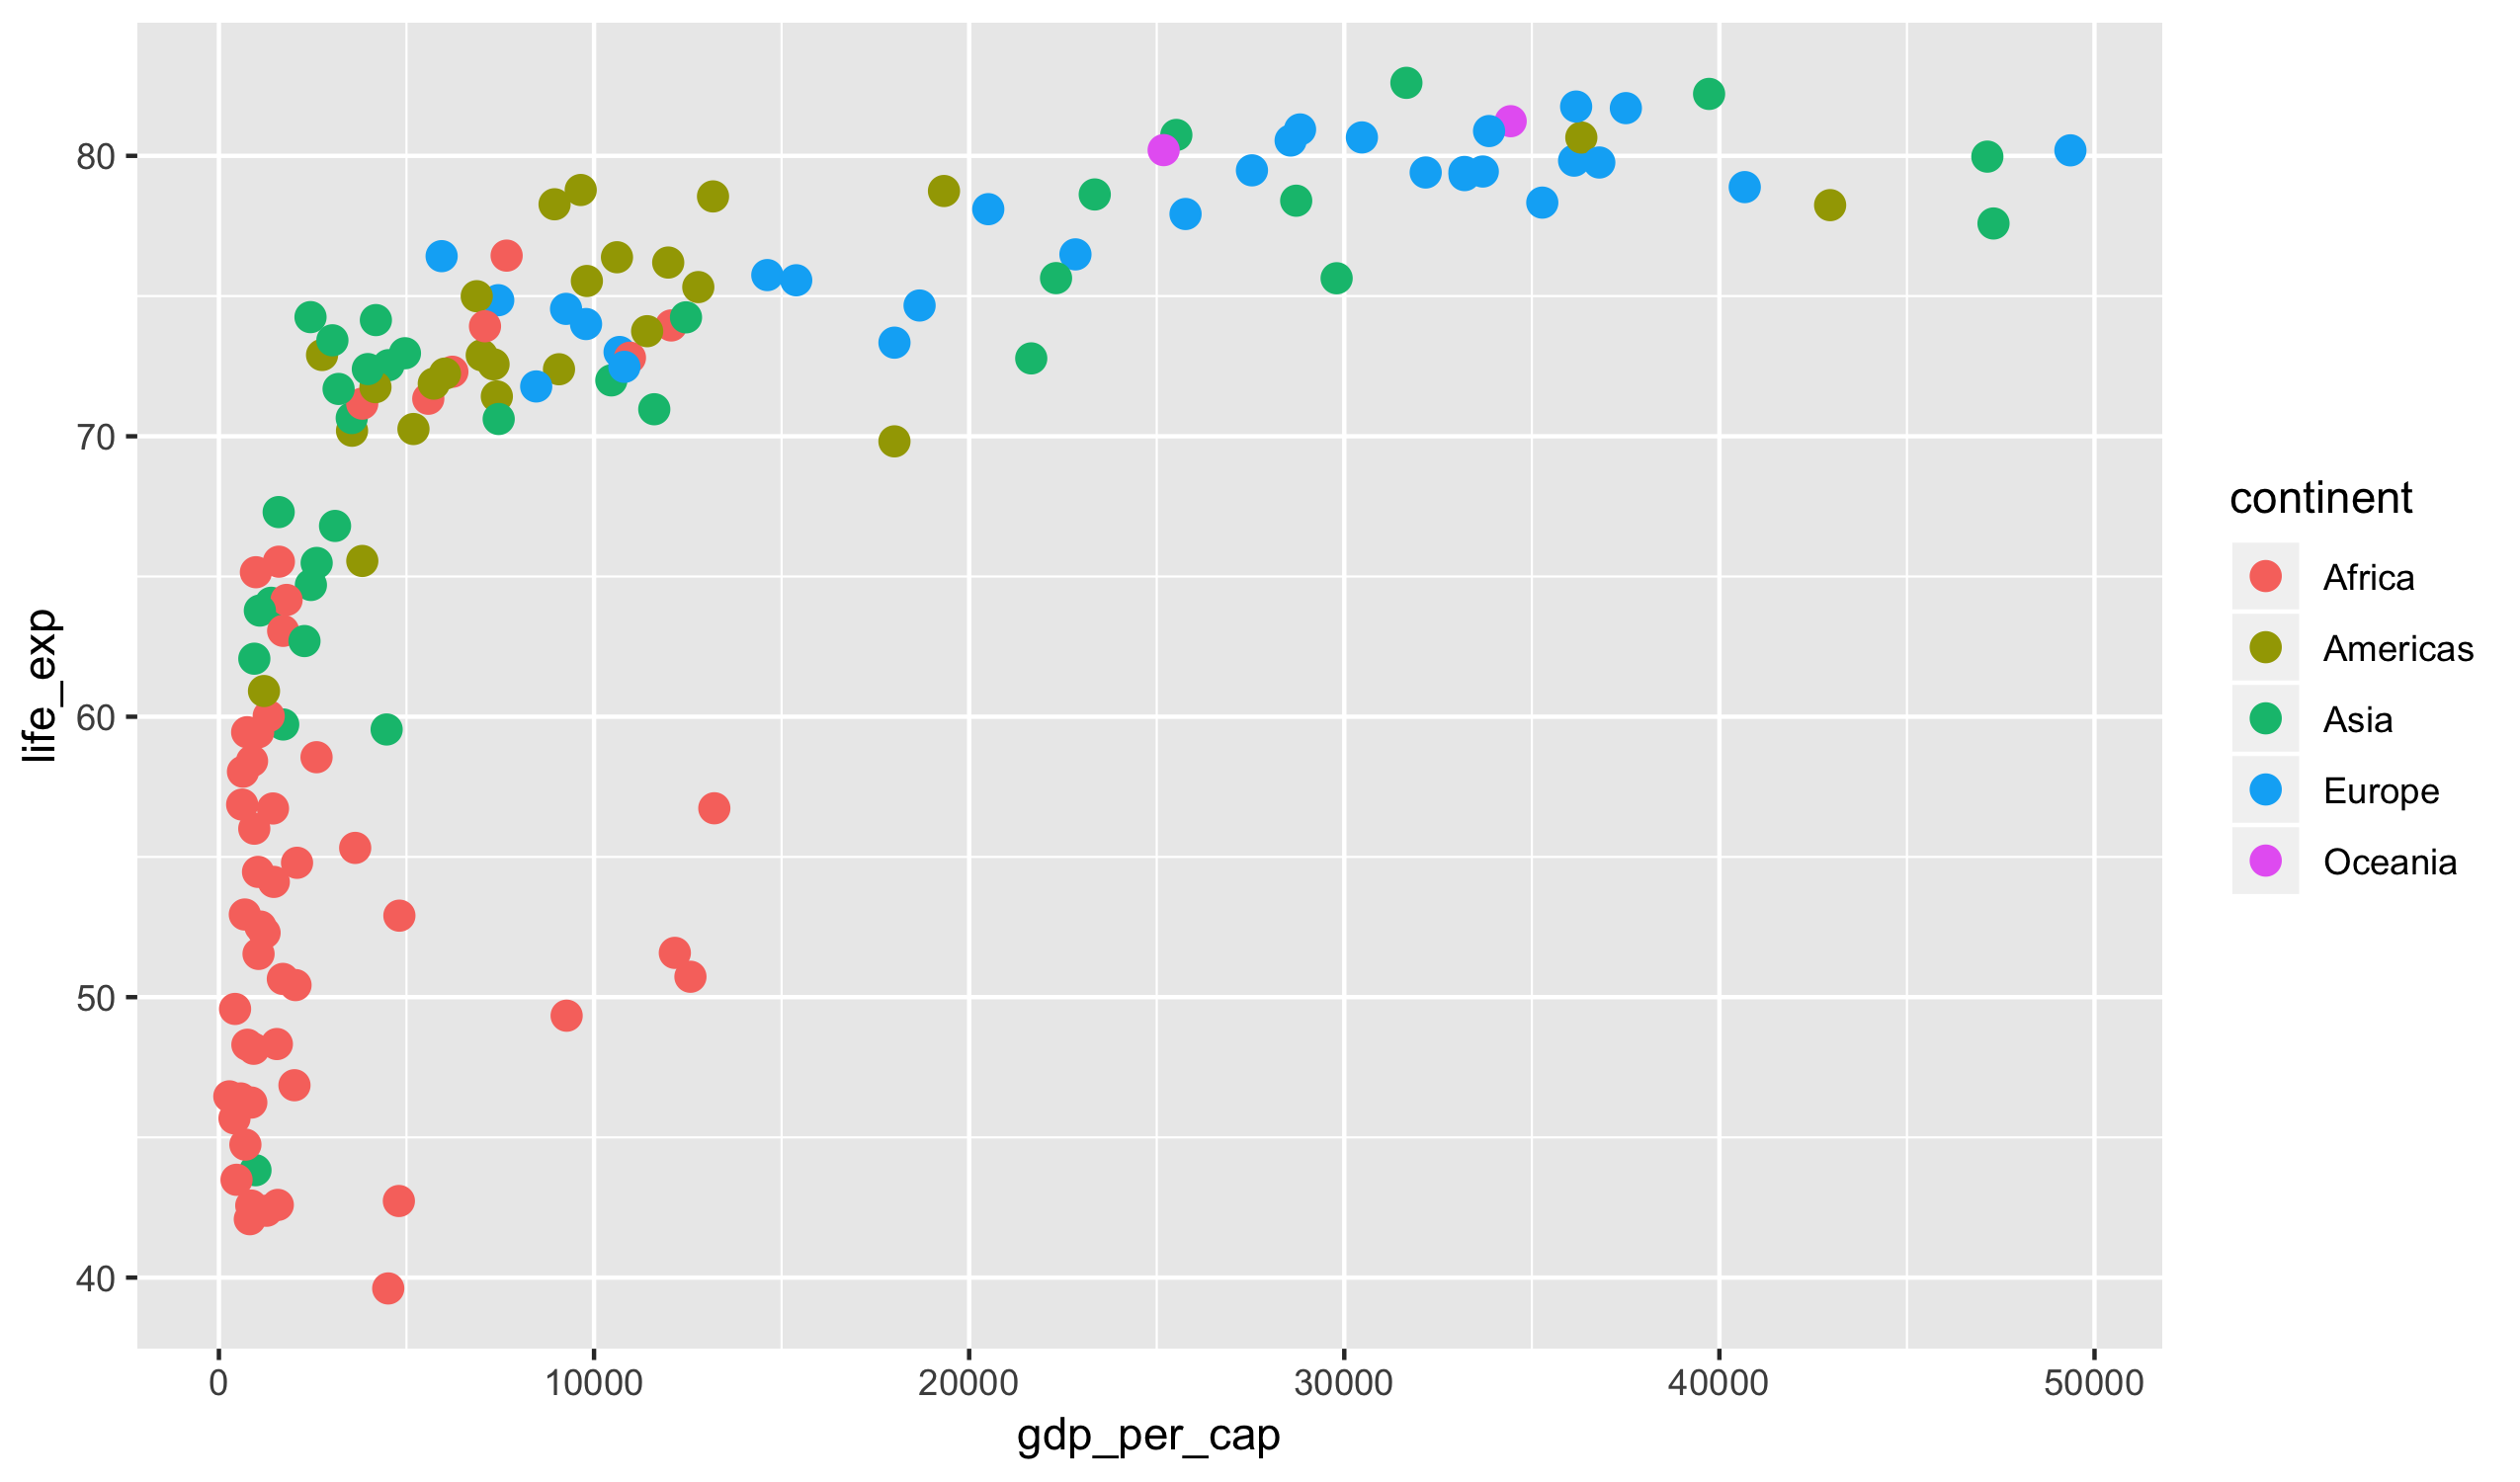 life_exp
80
70
60
50
40
0 10000 20000 30000 40000 50000
gdp_per_cap
continent
Africa
Americas
Asia
Europe
Oceania